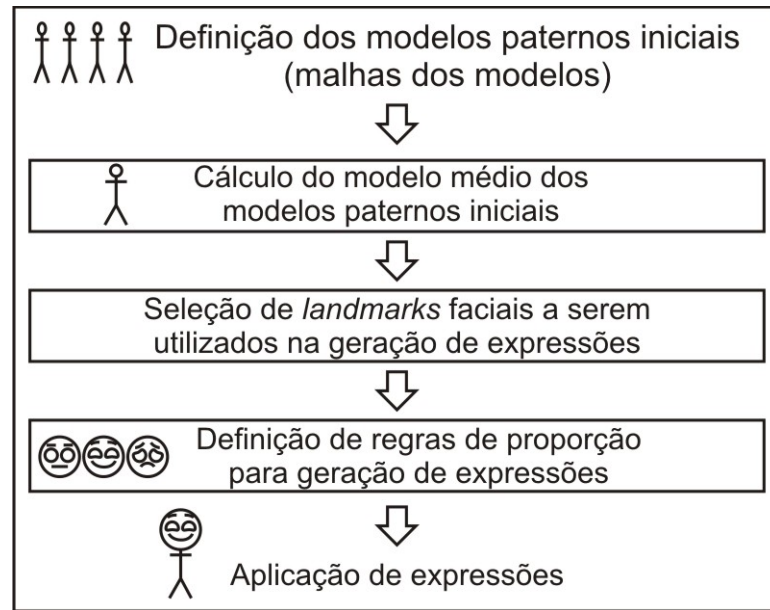 Definição dos modelos paternos iniciais
(malhas dos modelos)
Cálculo do modelo médio dos
modelos paternos iniciais
Seleção de landmarks faciais a serem
utilizados na geração de expressões
Definição de regras de proporção
para geração de expressões
Aplicação de expressões